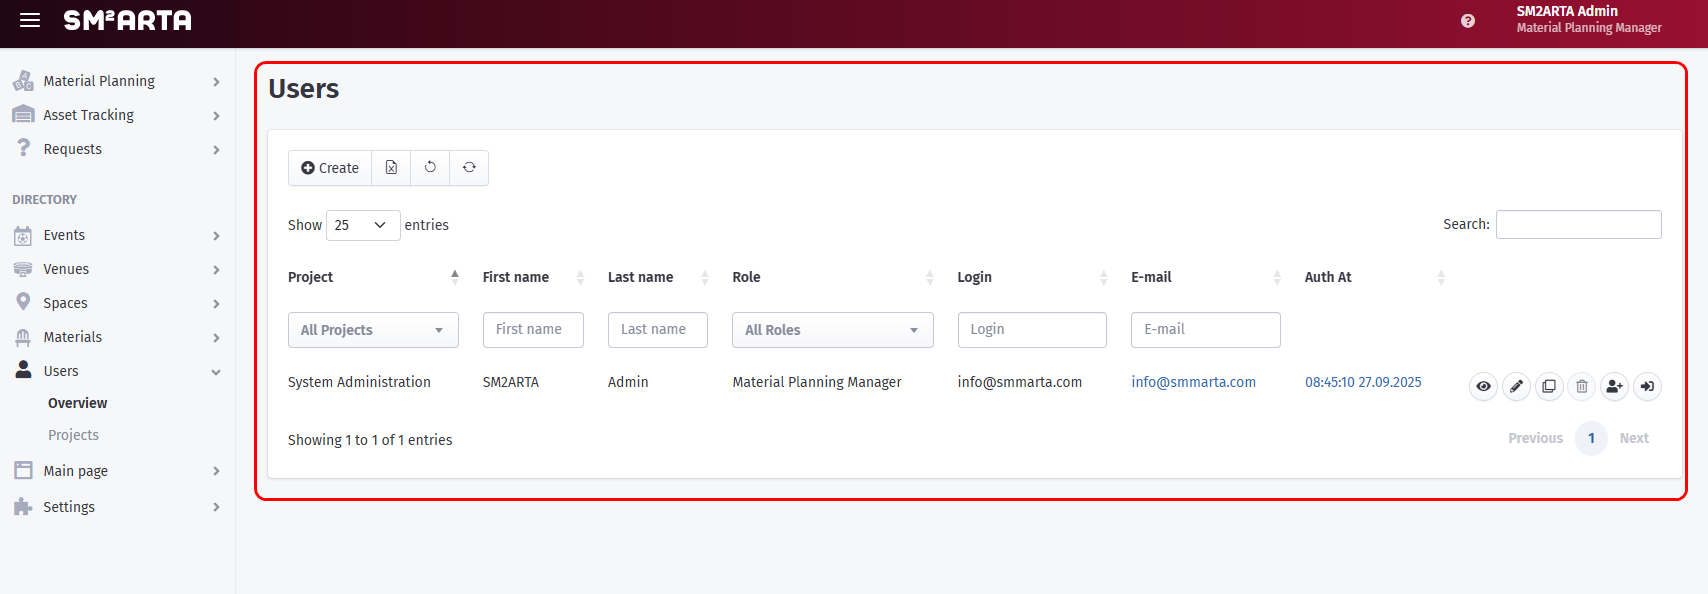 SM²ARTA
SM2ARTA Admin
Material Planning Manager
Material Planning
Asset Tracking
Requests
DIRECTORY
Events
Venues
Spaces
Materials
Users
Overview
Projects
Main page
Settings
Users
Create
Show 25 entries
Search:
Project First name Last name Role Login E-mail Auth At
All Projects First name Last name All Roles Login E-mail
System Administration SM2ARTA Admin Material Planning Manager info@smmarta.com info@smmarta.com 08:45:10 27.09.2025
Showing 1 to 1 of 1 entries
Previous 1 Next